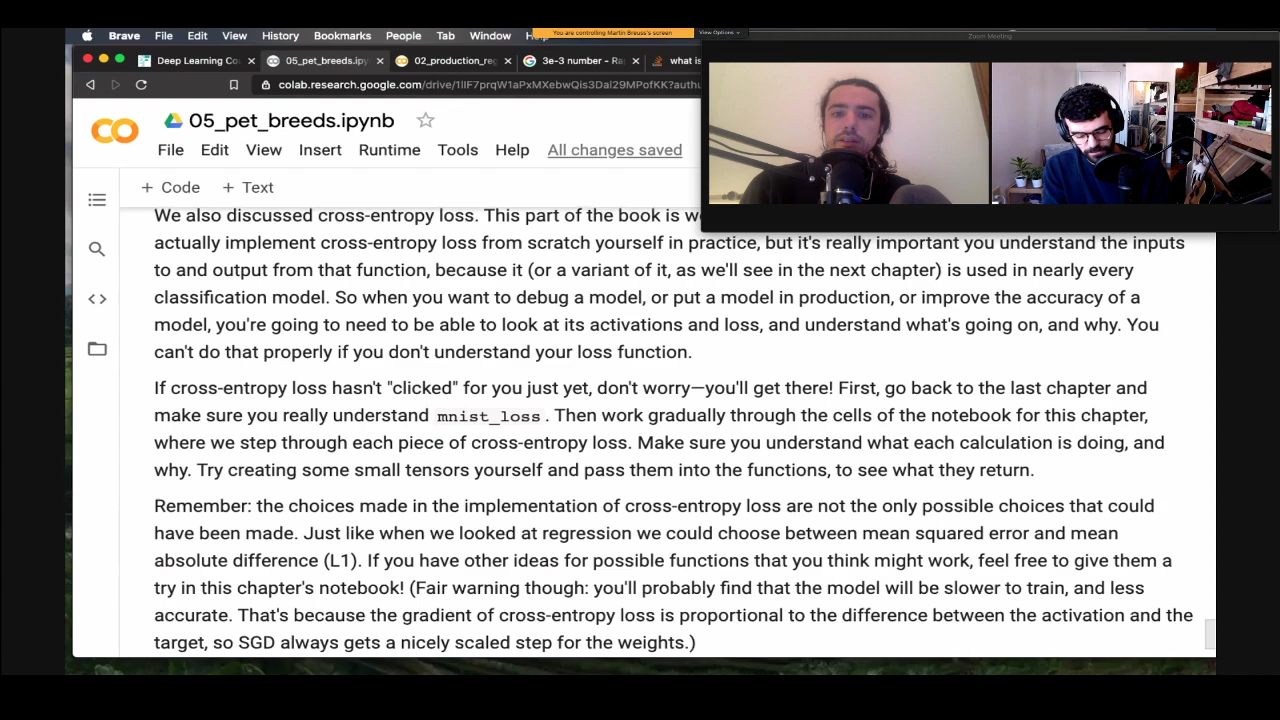 Brave File Edit View History Bookmarks People Tab Window
You are controlling Martin Breuss's screen
View Options
Zoom Meeting
Deep Learning Co
05_pet_breeds.ipy
02_production_reg
3e-3 number
what is
colab.research.google.com/drive/1lIF7prqW1aPxMXebwQis3Dal29MPofKK?authu
05_pet_breeds.ipynb
File Edit View Insert Runtime Tools Help All changes saved
+ Code + Text
We also discussed cross-entropy loss. This part of the book is
actually implement cross-entropy loss from scratch yourself in practice, but it's really important you understand the inputs
to and output from that function, because it (or a variant of it, as we'll see in the next chapter) is used in nearly every
classification model. So when you want to debug a model, or put a model in production, or improve the accuracy of a
model, you're going to need to be able to look at its activations and loss, and understand what's going on, and why. You
can't do that properly if you don't understand your loss function.
If cross-entropy loss hasn't "clicked" for you just yet, don't worry—you'll get there! First, go back to the last chapter and
make sure you really understand mnist_loss. Then work gradually through the cells of the notebook for this chapter,
where we step through each piece of cross-entropy loss. Make sure you understand what each calculation is doing, and
why. Try creating some small tensors yourself and pass them into the functions, to see what they return.
Remember: the choices made in the implementation of cross-entropy loss are not the only possible choices that could
have been made. Just like when we looked at regression we could choose between mean squared error and mean
absolute difference (L1). If you have other ideas for possible functions that you think might work, feel free to give them a
try in this chapter's notebook! (Fair warning though: you'll probably find that the model will be slower to train, and less
accurate. That's because the gradient of cross-entropy loss is proportional to the difference between the activation and the
target, so SGD always gets a nicely scaled step for the weights.)